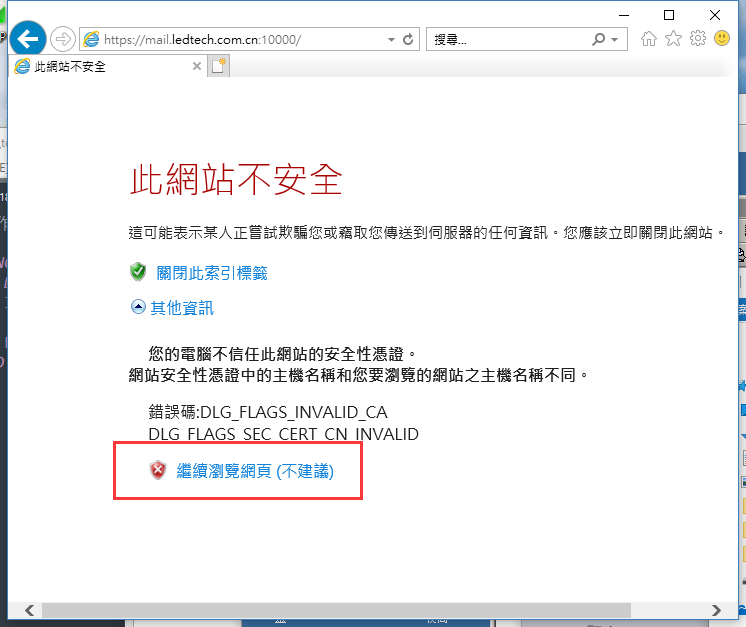 https://mail.ledtech.com.cn:10000/
搜尋...
此網站不安全
此網站不安全
這可能表示某人正嘗試欺騙您或竊取您傳送到伺服器的任何資訊。您應該立即關閉此網站。
關閉此索引標籤
其他資訊
您的電腦不信任此網站的安全性憑證。
網站安全性憑證中的主機名稱和您要瀏覽的網站之主機名稱不同。
錯誤碼:DLG_FLAGS_INVALID_CA
DLG_FLAGS_SEC_CERT_CN_INVALID
繼續瀏覽網頁 (不建議)